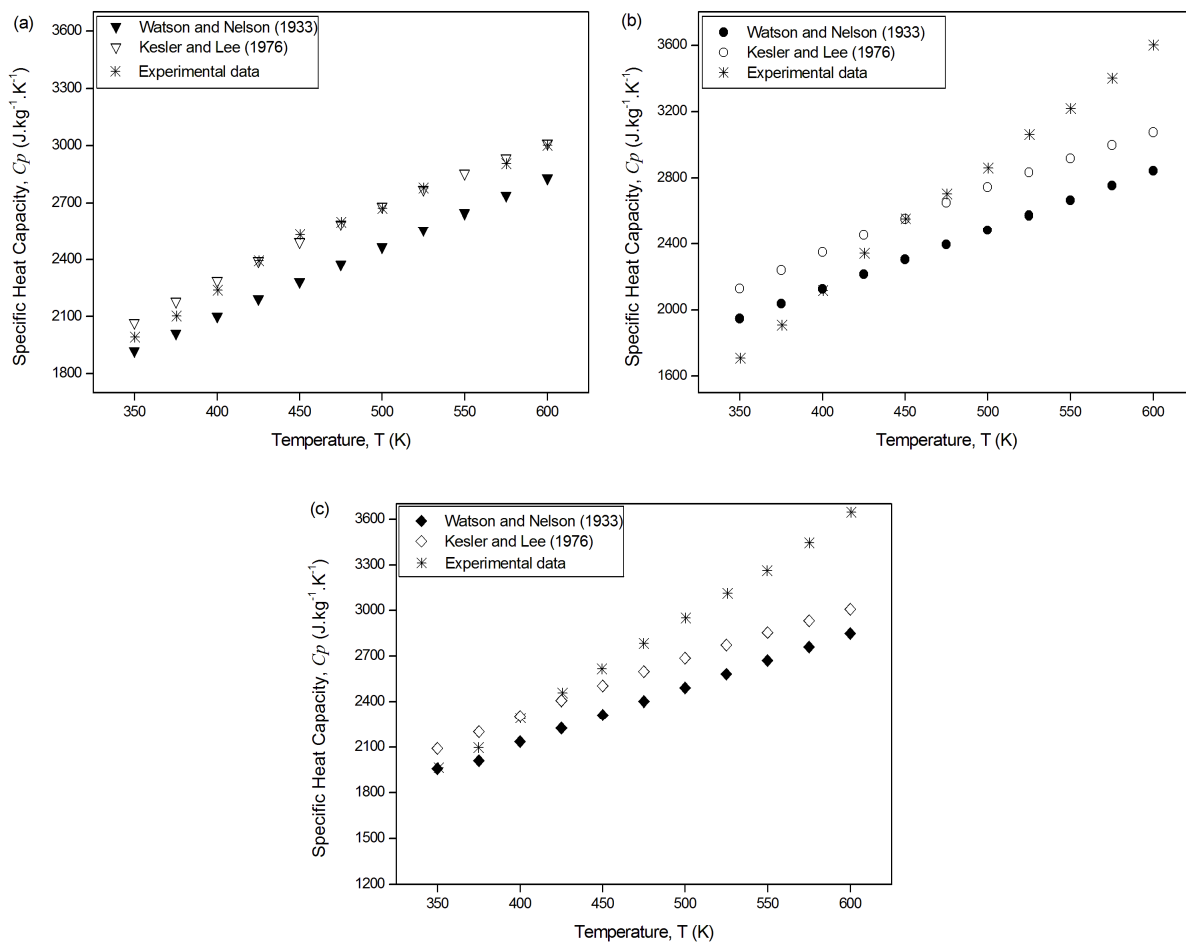 (a)
Watson and Nelson (1933)
Kesler and Lee (1976)
Experimental data
3600
3300
3000
2700
2400
2100
1800
Specific Heat Capacity, Cp (J.kg⁻¹.K⁻¹)
350 400 450 500 550 600
Temperature, T (K)
(b)
Watson and Nelson (1933)
Kesler and Lee (1976)
Experimental data
3600
3200
2800
2400
2000
1600
Specific Heat Capacity, Cp (J.kg⁻¹.K⁻¹)
350 400 450 500 550 600
Temperature, T (K)
(c)
Watson and Nelson (1933)
Kesler and Lee (1976)
Experimental data
3600
3300
3000
2700
2400
2100
1800
1500
1200
Specific Heat Capacity, Cp (J.kg⁻¹.K⁻¹)
350 400 450 500 550 600
Temperature, T (K)